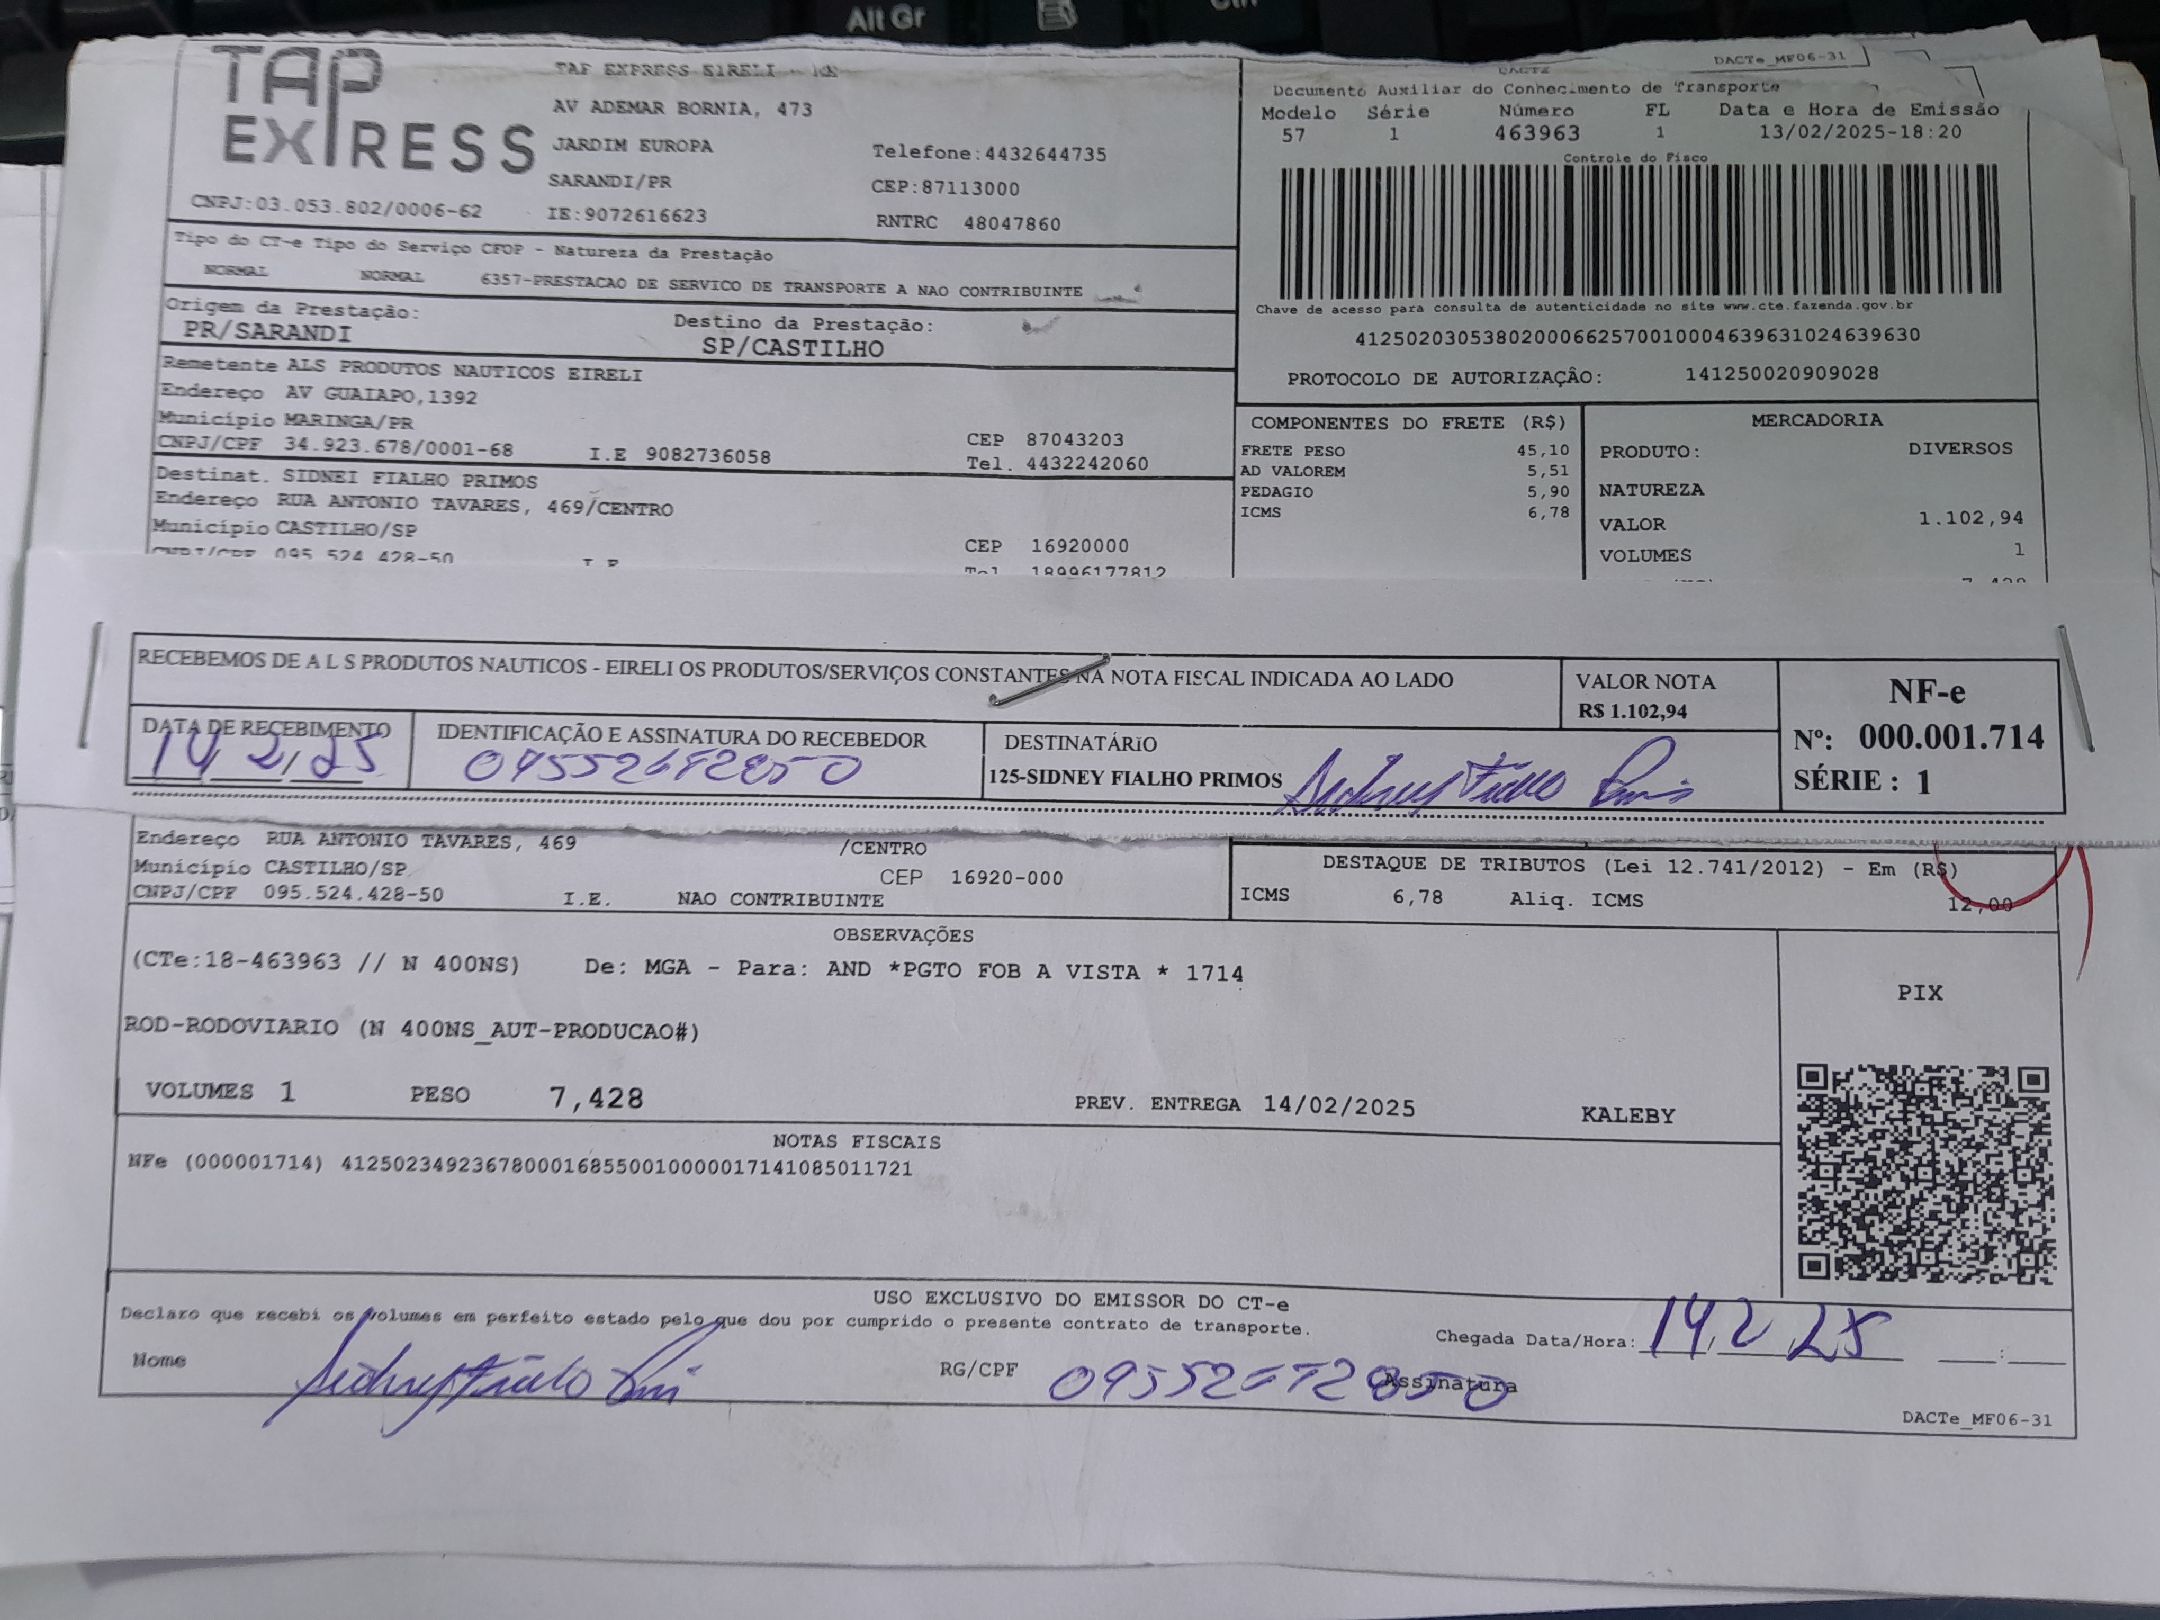 Alt Gr
TAP
EXPRESS
TAP EXPRESS EIRELI
AV ADEMAR BORNIA, 473
JARDIM EUROPA
Telefone:4432644735
SARANDI/PR
CEP:87113000
CNPJ:03.053.802/0006-62
IE:9072616623
RNTRC 48047860
DACTe_MF06-31
DACTE
Documento Auxiliar do Conhecimento de Transporte
Modelo Série Número FL Data e Hora de Emissão
57 1 463963 1 13/02/2025-18:20
Controle do Fisco
Chave de acesso para consulta de autenticidade no site www.cte.fazenda.gov.br
41250203053802000662570010004639631024639630
PROTOCOLO DE AUTORIZAÇÃO: 141250020909028
Tipo do CT-e Tipo do Serviço CFOP - Natureza da Prestação
NORMAL NORMAL 6357-PRESTACAO DE SERVICO DE TRANSPORTE A NAO CONTRIBUINTE
Origem da Prestação: Destino da Prestação:
PR/SARANDI SP/CASTILHO
Remetente ALS PRODUTOS NAUTICOS EIRELI
Endereço AV GUAIAPO,1392
Município MARINGA/PR
CEP 87043203
CNPJ/CPF 34.923.678/0001-68 I.E 9082736058
Tel. 4432242060
Destinat. SIDNEI FIALHO PRIMOS
Endereço RUA ANTONIO TAVARES, 469/CENTRO
Município CASTILHO/SP
CEP 16920000
CNPJ/CPF 095.524.428-50 I.E
Tel 18996177812
COMPONENTES DO FRETE (R$)
FRETE PESO 45,10
AD VALOREM 5,51
PEDAGIO 5,90
ICMS 6,78
MERCADORIA
PRODUTO: DIVERSOS
NATUREZA
VALOR 1.102,94
VOLUMES 1
RECEBEMOS DE A L S PRODUTOS NAUTICOS - EIRELI OS PRODUTOS/SERVIÇOS CONSTANTES NA NOTA FISCAL INDICADA AO LADO
VALOR NOTA
R$ 1.102,94
NF-e
Nº: 000.001.714
SÉRIE : 1
DATA DE RECEBIMENTO
14/2/25
IDENTIFICAÇÃO E ASSINATURA DO RECEBEDOR
DESTINATÁRIO
125-SIDNEY FIALHO PRIMOS
Endereço RUA ANTONIO TAVARES, 469 /CENTRO
Município CASTILHO/SP
CEP 16920-000
CNPJ/CPF 095.524.428-50 I.E. NAO CONTRIBUINTE
DESTAQUE DE TRIBUTOS (Lei 12.741/2012) - Em (R$)
ICMS 6,78 Aliq. ICMS 12,00
OBSERVAÇÕES
(CTe:18-463963 // N 400NS) De: MGA - Para: AND *PGTO FOB A VISTA * 1714
ROD-RODOVIARIO (N 400NS_AUT-PRODUCAO#)
VOLUMES 1 PESO 7,428 PREV. ENTREGA 14/02/2025 KALEBY
PIX
NOTAS FISCAIS
NFe (000001714) 41250234923678000168550010000017141085011721
USO EXCLUSIVO DO EMISSOR DO CT-e
Declaro que recebi os volumes em perfeito estado pelo que dou por cumprido o presente contrato de transporte.
Chegada Data/Hora: 14 2 25
Nome
RG/CPF
Assinatura
DACTe_MF06-31